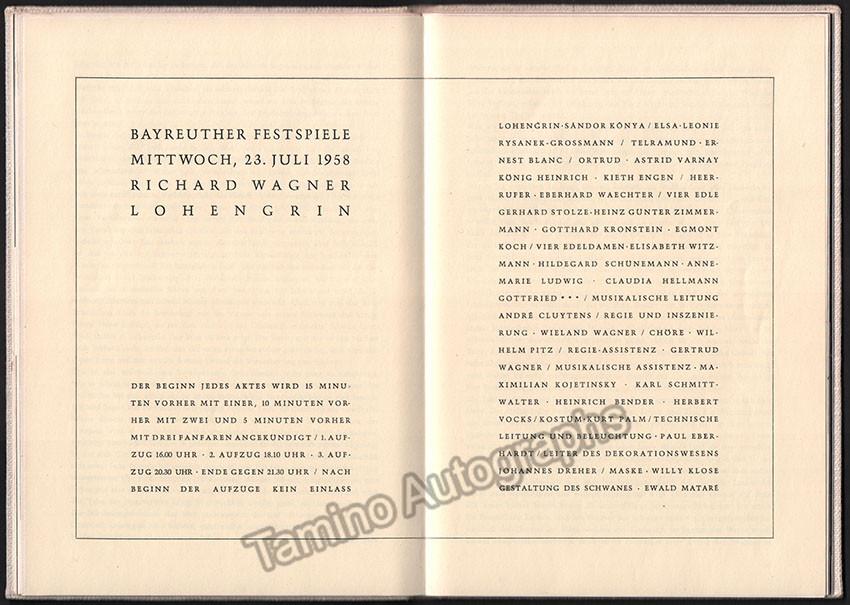 BAYREUTHER FESTSPIELE
MITTWOCH, 23. JULI 1958
RICHARD WAGNER
LOHENGRIN
DER BEGINN JEDES AKTES WIRD 15 MINU-
TEN VORHER MIT EINER, 10 MINUTEN VOR-
HER MIT ZWEI UND 5 MINUTEN VORHER
MIT DREI FANFAREN ANGEKÜNDIGT / 1. AUF-
ZUG 16.00 UHR · 2. AUFZUG 18.10 UHR · 3. AUF-
ZUG 20.30 UHR · ENDE GEGEN 21.30 UHR / NACH
BEGINN DER AUFZÜGE KEIN EINLASS
LOHENGRIN·SÁNDOR KÓNYA / ELSA·LEONIE
RYSANEK-GROSSMANN / TELRAMUND · ER-
NEST BLANC / ORTRUD · ASTRID VARNAY
KÖNIG HEINRICH · KIETH ENGEN / HEER-
RUFER · EBERHARD WAECHTER / VIER EDLE
GERHARD STOLZE·HEINZ GÜNTER ZIMMER-
MANN · GOTTHARD KRONSTEIN · EGMONT
KOCH / VIER EDELDAMEN·ELISABETH WITZ-
MANN · HILDEGARD SCHÜNEMANN · ANNE-
MARIE LUDWIG · CLAUDIA HELLMANN
GOTTFRIED * * * / MUSIKALISCHE LEITUNG
ANDRÉ CLUYTENS / REGIE UND INSZENIE-
RUNG · WIELAND WAGNER / CHÖRE · WIL-
HELM PITZ / REGIE-ASSISTENZ · GERTRUD
WAGNER / MUSIKALISCHE ASSISTENZ · MA-
XIMILIAN KOJETINSKY · KARL SCHMITT-
WALTER · HEINRICH BENDER · HERBERT
VOCKS / KOSTÜM·KURT PALM / TECHNISCHE
LEITUNG UND BELEUCHTUNG · PAUL EBER-
HARDT / LEITER DES DEKORATIONSWESENS
JOHANNES DREHER / MASKE · WILLY KLOSE
GESTALTUNG DES SCHWANES · EWALD MATARÉ
Tamino Autographs